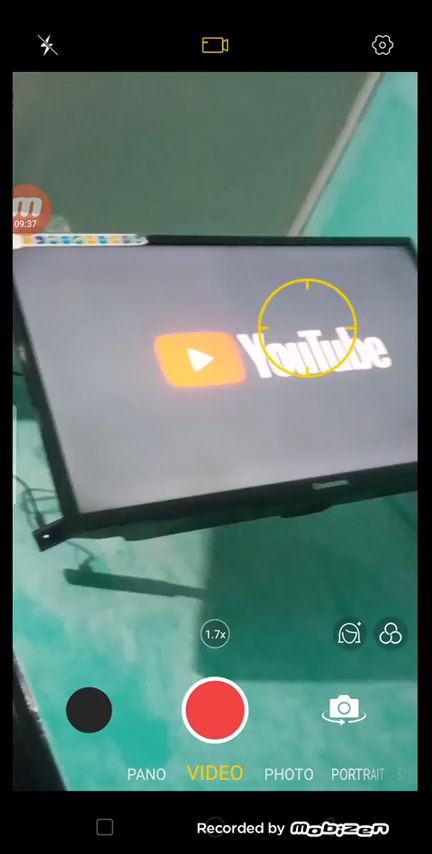 m
09:37
YouTube
1.7x
PANO VIDEO PHOTO PORTRAIT
Recorded by Mobizen